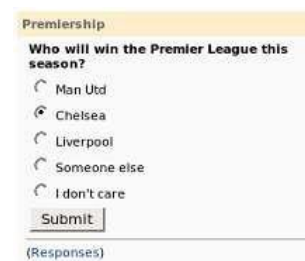 Premiership
Who will win the Premier League this
season?
Man Utd
Chelsea
Liverpool
Someone else
I don't care
Submit
(Responses)